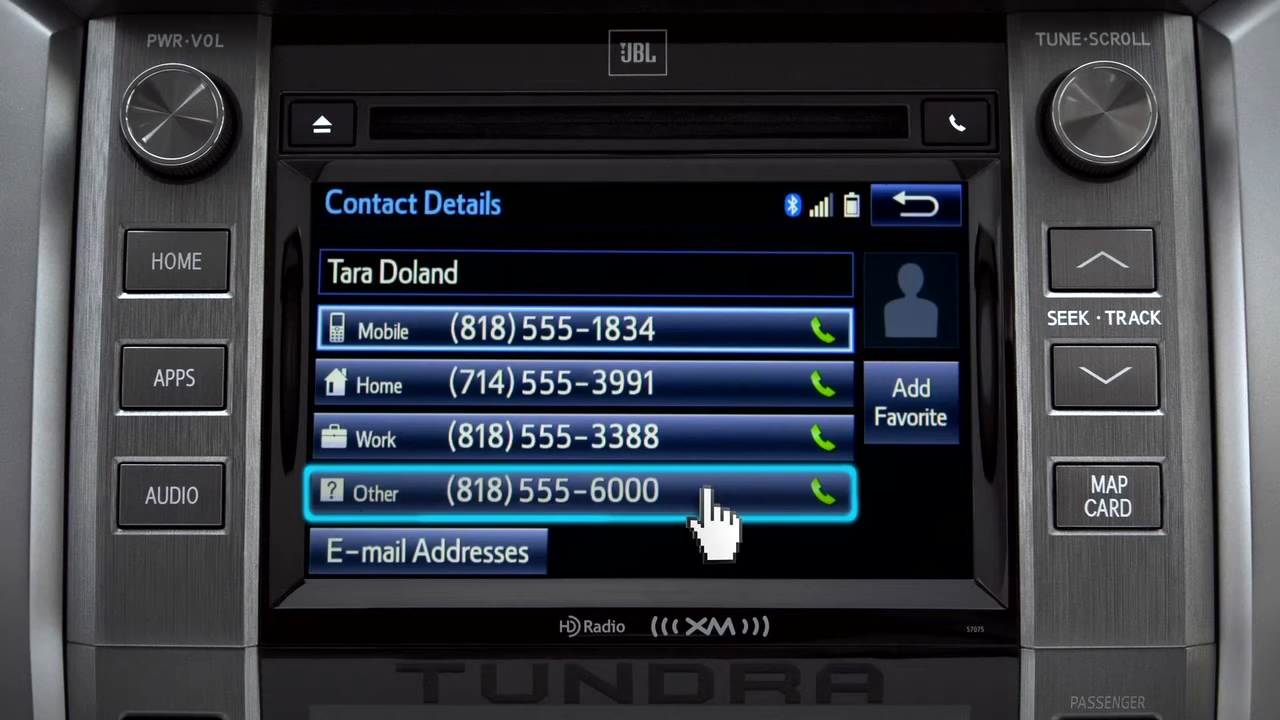 PWR·VOL
JBL
TUNE·SCROLL
Contact Details
HOME
Tara Doland
SEEK · TRACK
Mobile (818) 555-1834
APPS
Home (714) 555-3991
Add
Favorite
Work (818) 555-3388
AUDIO
Other (818) 555-6000
MAP
CARD
E-mail Addresses
HD Radio
((( XM )))
57075
TUNDRA
PASSENGER